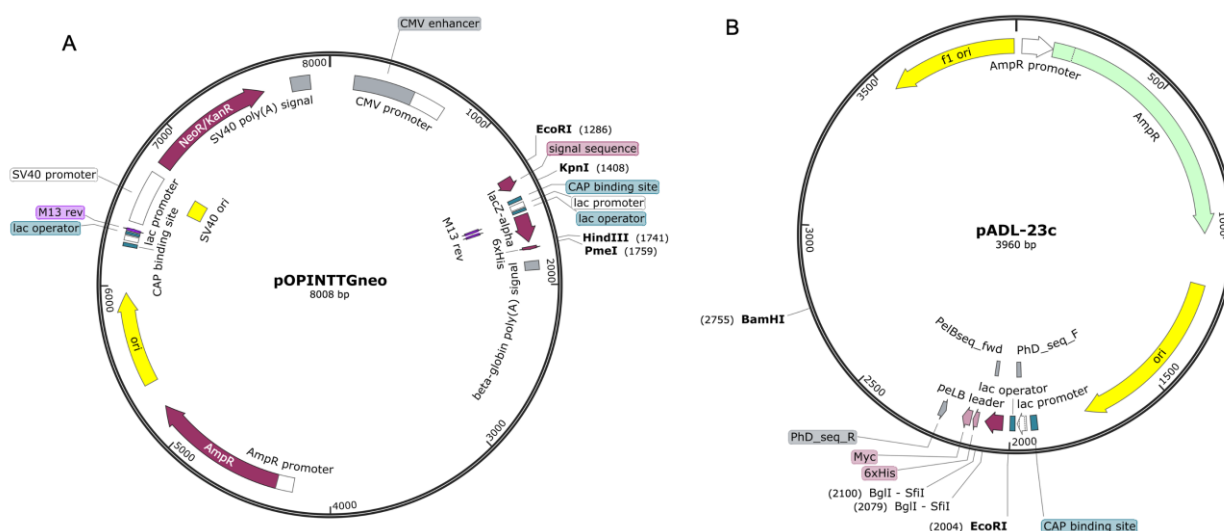 A
CMV enhancer
8000
SV40 poly(A) signal
CMV promoter
NeoR/KanR
7000
1000
EcoRI (1286)
signal sequence
KpnI (1408)
CAP binding site
lac promoter
lac operator
lacZ-alpha
SV40 promoter
M13 rev
lac operator
lac promoter
CAP binding site
SV40 ori
M13 rev
6xHis
HindIII (1741)
PmeI (1759)
2000
pOPINTTGneo
8008 bp
beta-globin poly(A) signal
6000
ori
3000
5000
AmpR
AmpR promoter
4000
B
f1 ori
AmpR promoter
3500
500
AmpR
1000
pADL-23c
3960 bp
3000
(2755) BamHI
PelBseq_fwd
PhD_seq_F
ori
1500
2500
lac operator
peLB leader
lac promoter
PhD_seq_R
Myc
6xHis
2000
(2100) BglI - SfiI
(2079) BglI - SfiI
(2004) EcoRI
CAP binding site